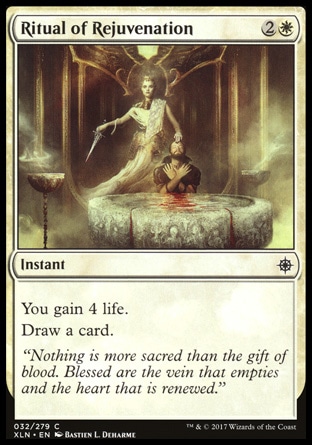 Ritual of Rejuvenation 2
Instant
You gain 4 life.
Draw a card.
“Nothing is more sacred than the gift of
blood. Blessed are the vein that empties
and the heart that is renewed.”
032/279 C
XLN • EN Bastien L. Deharme
™ & © 2017 Wizards of the Coast